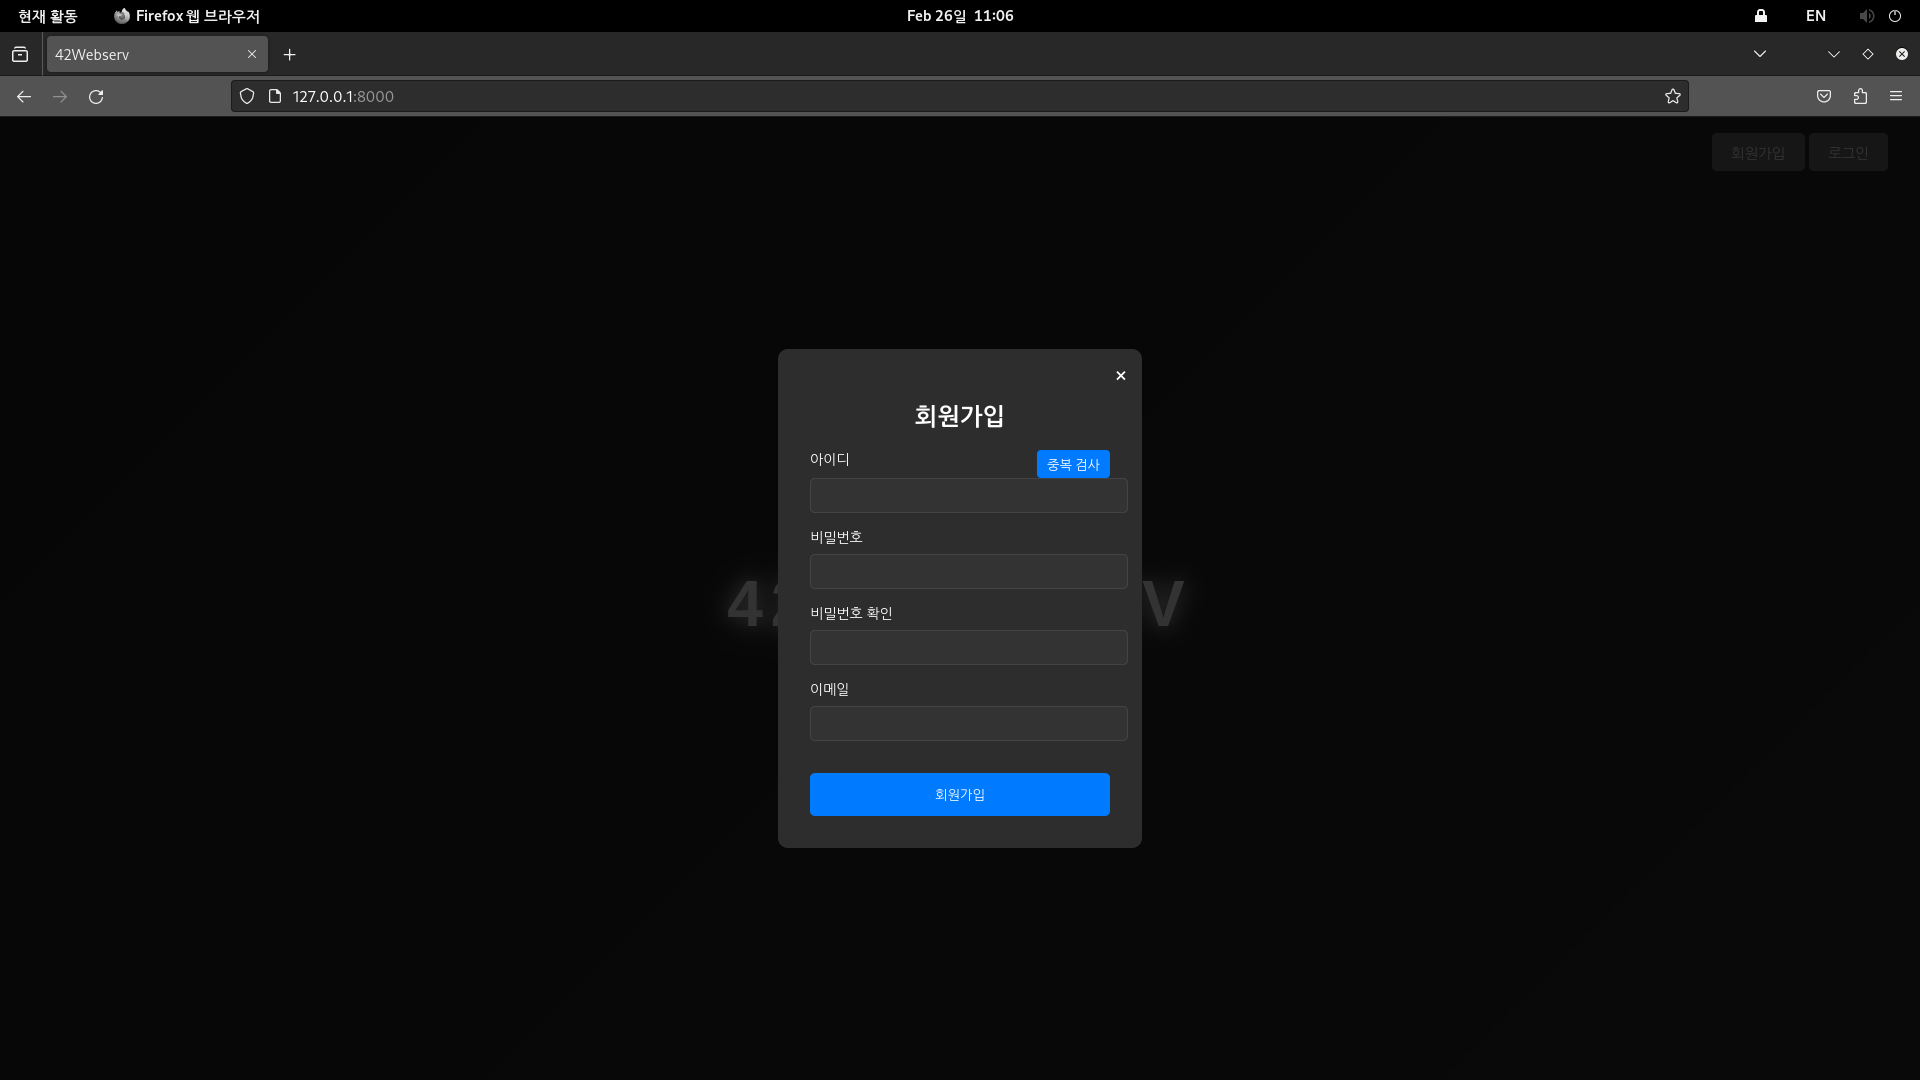 현재 활동 Firefox 웹 브라우저 Feb 26일 11:06 EN
42Webserv
127.0.0.1:8000
회원가입 로그인
회원가입
아이디 중복 검사
비밀번호
42 V
비밀번호 확인
이메일
회원가입